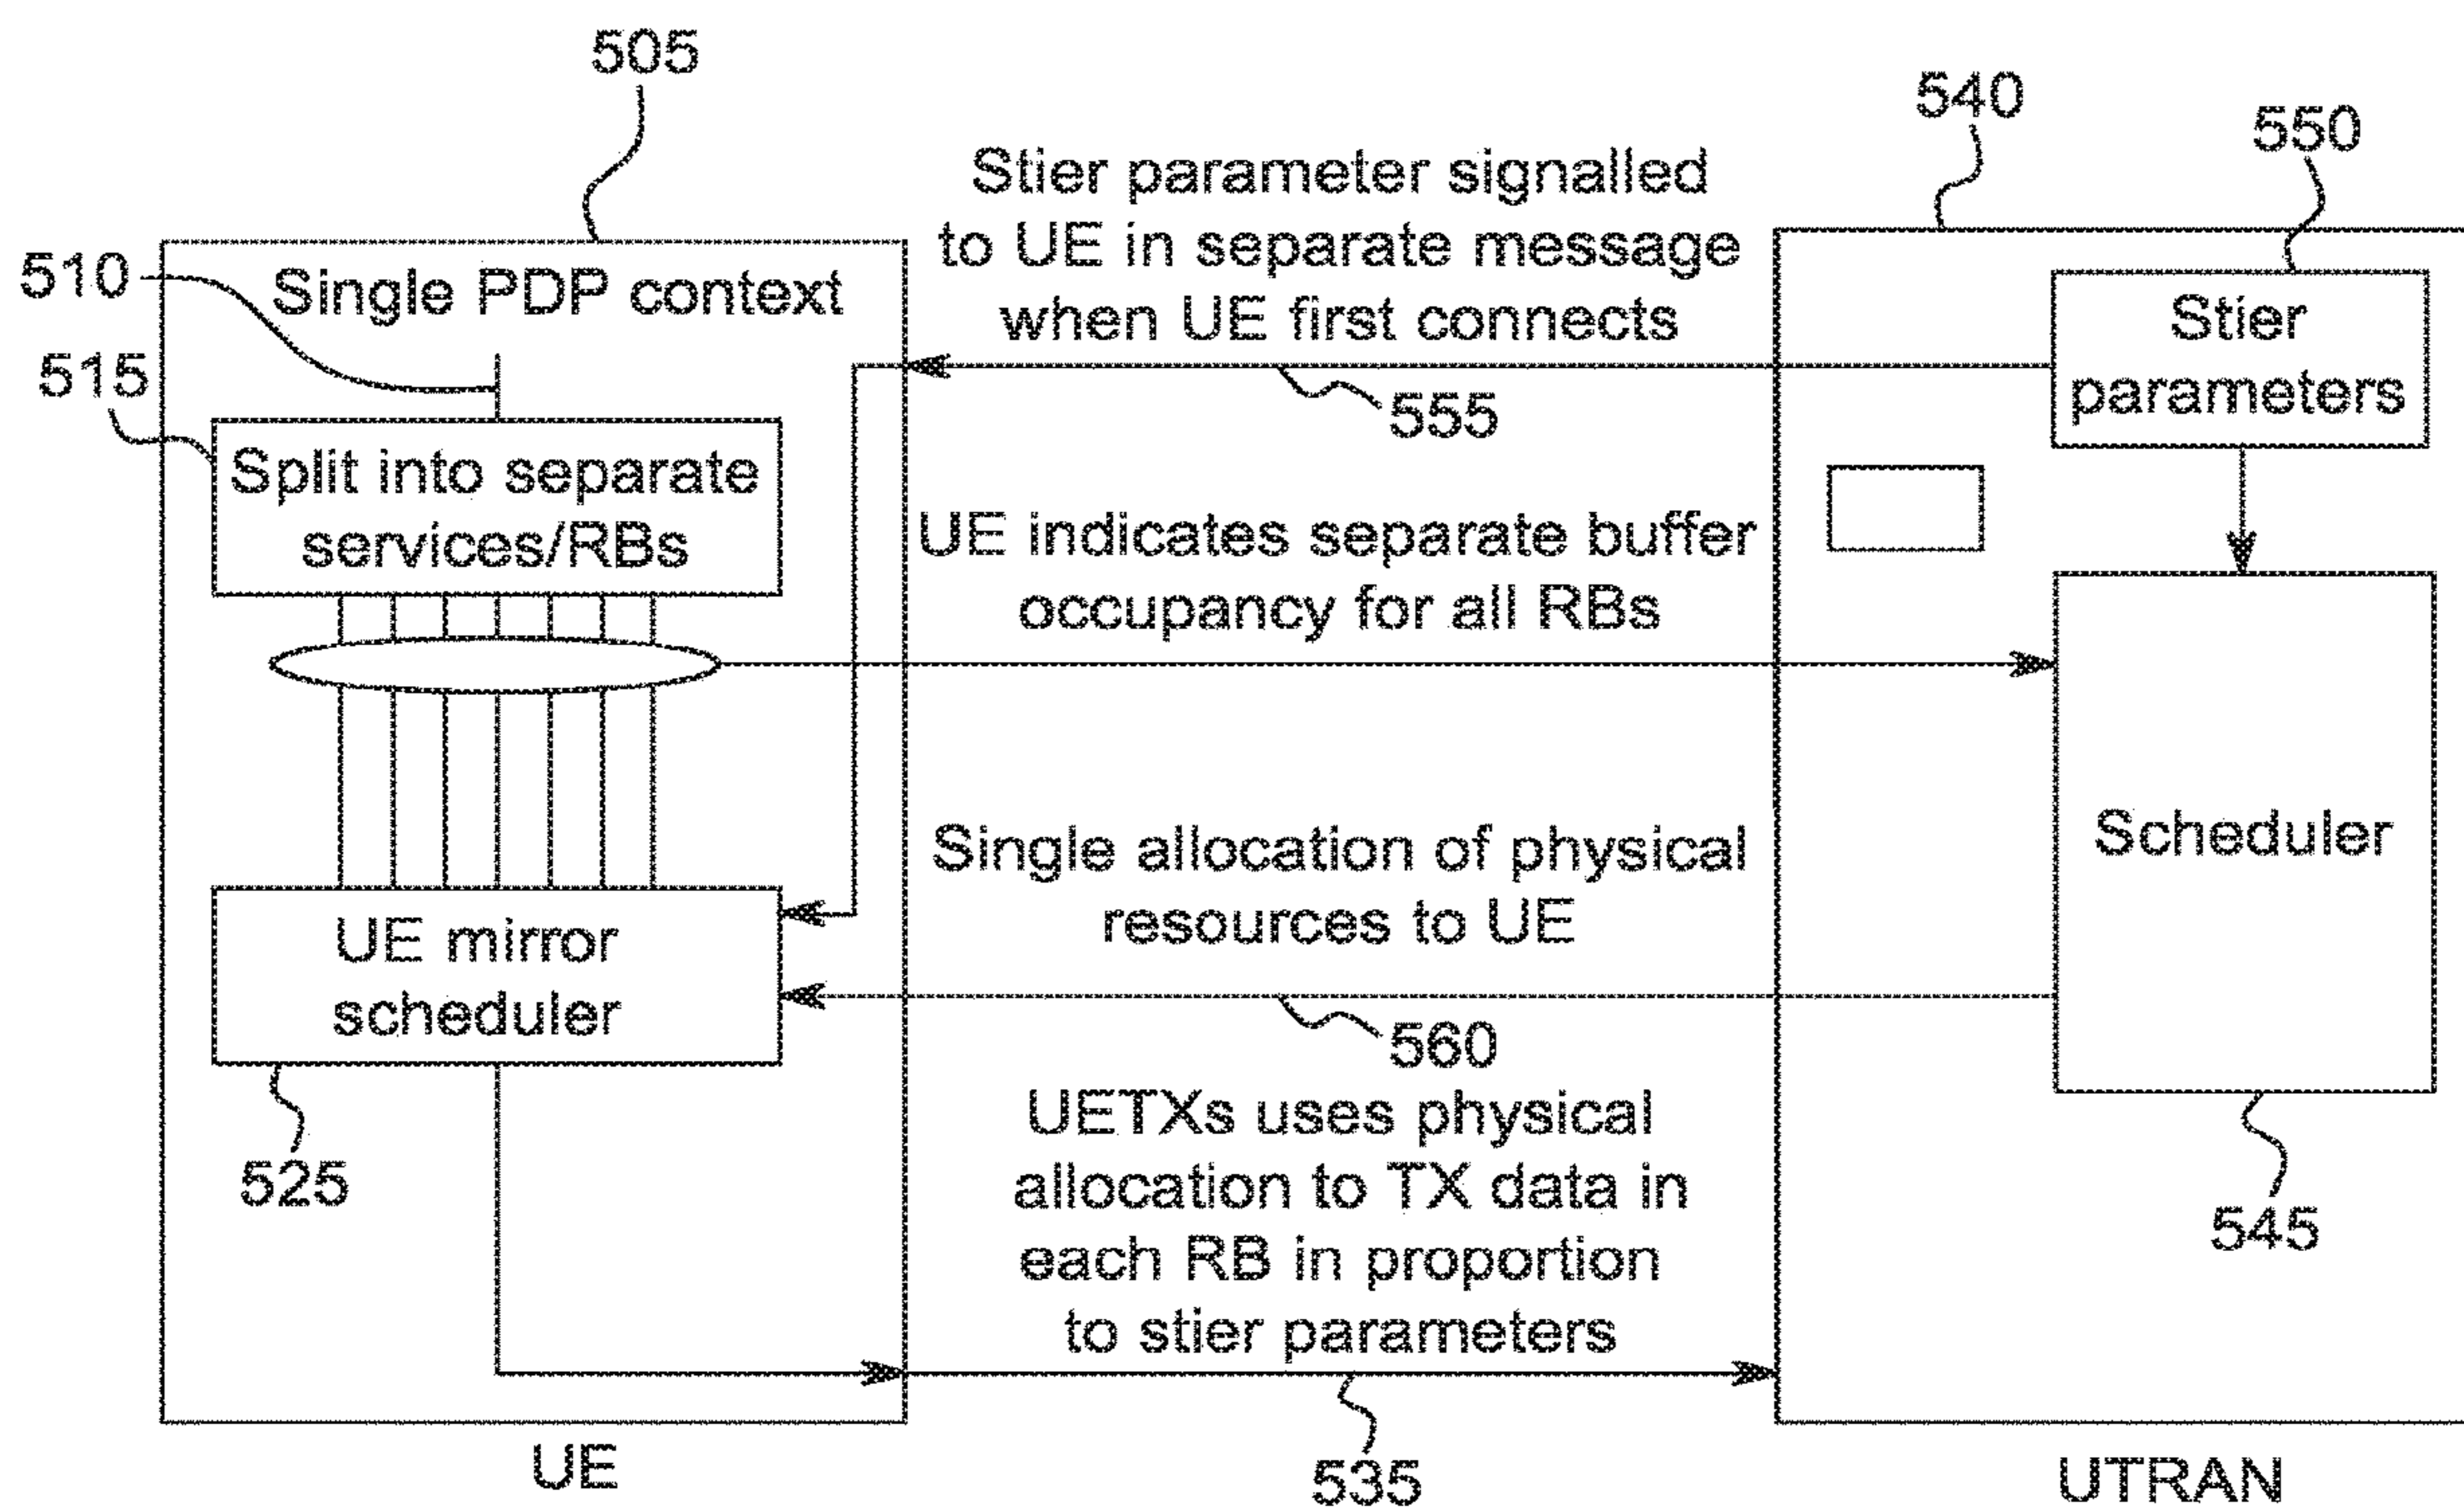 505
540
550
510
515
Single PDP context
Split into separate
services/RBs
UE mirror
scheduler
525
UE
Stier parameter signalled
to UE in separate message
when UE first connects
555
UE indicates separate buffer
occupancy for all RBs
Single allocation of physical
resources to UE
560
UETXs uses physical
allocation to TX data in
each RB in proportion
to stier parameters
535
Stier
parameters
Scheduler
545
UTRAN